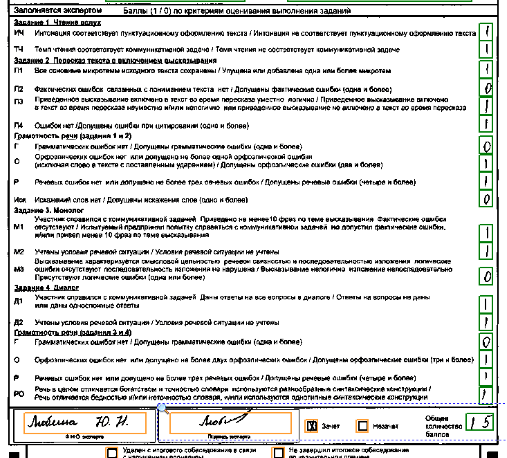 Заполняется экспертом Баллы (1 / 0) по критериям оценивания выполнения заданий
Задание 1. Чтение вслух
ИЧ Интонация соответствует пунктуационному оформлению текста / Интонация не соответствует пунктуационному оформлению текста 1
ТЧ Темп чтения соответствует коммуникативной задаче / Темп чтения не соответствует коммуникативной задаче 1
Задание 2. Пересказ текста с включением высказывания
П1 Все основные микротемы исходного текста сохранены / Упущена или добавлена одна или более микротем 1
П2 Фактических ошибок, связанных с пониманием текста, нет / Допущены фактические ошибки (одна и более) 0
П3 Приведённое высказывание включено в текст во время пересказа уместно, логично / Приведённое высказывание включено
в текст во время пересказа неуместно и/или нелогично, или приведённое высказывание не включено в текст во время пересказа 1
П4 Ошибок нет / Допущены ошибки при цитировании (одна и более) 1
Грамотность речи (задания 1 и 2)
Г Грамматических ошибок нет / Допущены грамматические ошибки (одна и более) 0
О Орфоэпических ошибок нет, или допущено не более одной орфоэпической ошибки
(исключая слово в тексте с поставленным ударением) / Допущены орфоэпические ошибки (две и более) 1
Р Речевых ошибок нет, или допущено не более трёх речевых ошибок / Допущены речевые ошибки (четыре и более) 1
Иск Искажений слов нет / Допущены искажения слов (одно и более) 0
Задание 3. Монолог
М1 Участник справился с коммуникативной задачей. Приведено не менее 10 фраз по теме высказывания. Фактические ошибки
отсутствуют / Испытуемый предпринял попытку справиться с коммуникативной задачей, но допустил фактические ошибки,
и/или привёл менее 10 фраз по теме высказывания 1
М2 Учтены условия речевой ситуации / Условия речевой ситуации не учтены 1
М3 Высказывание характеризуется смысловой цельностью, речевой связностью и последовательностью изложения, логические
ошибки отсутствуют, последовательность изложения не нарушена / Высказывание нелогично, изложение непоследовательно.
Присутствуют логические ошибки (одна или более) 0
Задание 4. Диалог
Д1 Участник справился с коммуникативной задачей. Даны ответы на все вопросы в диалоге / Ответы на вопросы не даны
или даны односложные ответы 1
Д2 Учтены условия речевой ситуации / Условия речевой ситуации не учтены 1
Грамотность речи (задания 3 и 4)
Г Грамматических ошибок нет / Допущены грамматические ошибки (одна и более) 0
О Орфоэпических ошибок нет, или допущено не более двух орфоэпических ошибок / Допущены орфоэпические ошибки (три и более) 1
Р Речевых ошибок нет, или допущено не более трёх речевых ошибок / Допущены речевые ошибки (четыре и более) 1
РО Речь в целом отличается богатством и точностью словаря, используются разнообразные синтаксические конструкции /
Речь отличается бедностью и/или неточностью словаря, и/или используются однотипные синтаксические конструкции 1
Ю. Н. X Зачет Незачет Общее количество баллов 15
ФИО эксперта Подпись эксперта
Удален с итогового собеседования в связи Не завершил итоговое собеседование